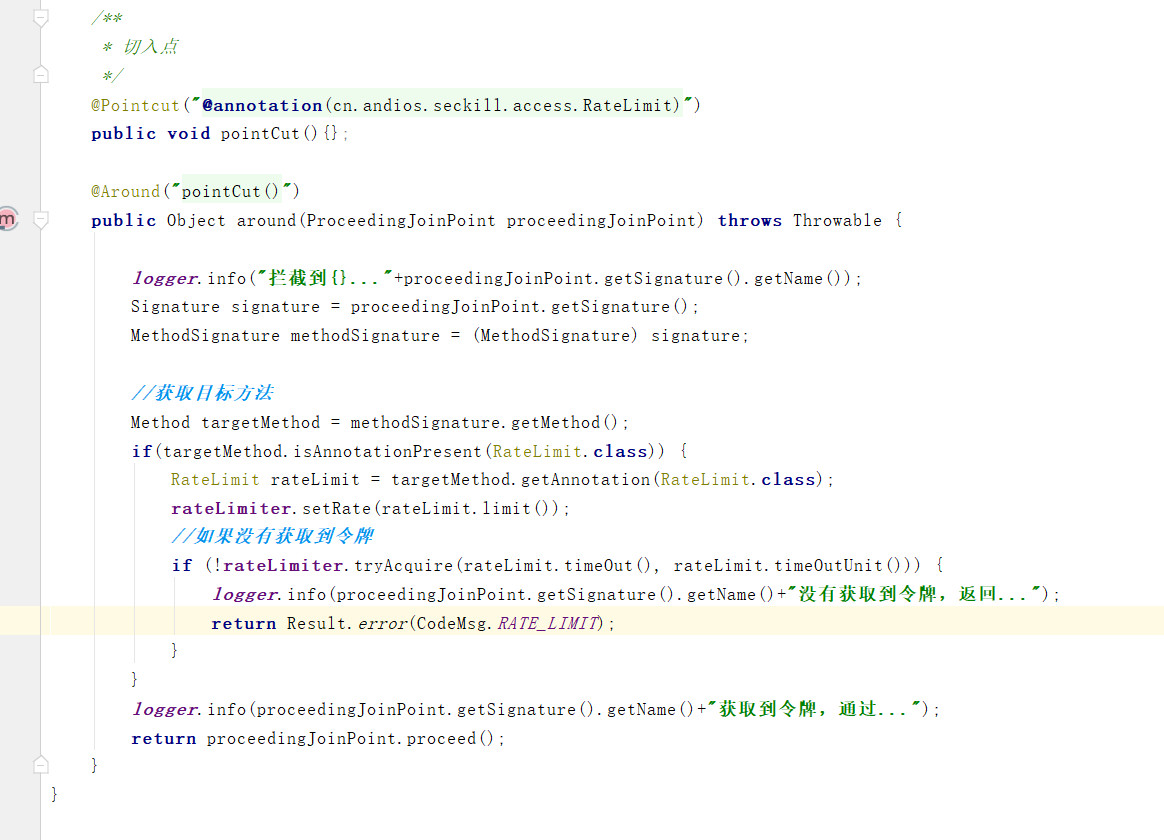 /**
 * 切入点
 */
@Pointcut("@annotation(cn.andios.seckill.access.RateLimit)")
public void pointCut(){};
@Around("pointCut()")
public Object around(ProceedingJoinPoint proceedingJoinPoint) throws Throwable {
logger.info("拦截到{}..."+proceedingJoinPoint.getSignature().getName());
Signature signature = proceedingJoinPoint.getSignature();
MethodSignature methodSignature = (MethodSignature) signature;
//获取目标方法
Method targetMethod = methodSignature.getMethod();
if(targetMethod.isAnnotationPresent(RateLimit.class)) {
RateLimit rateLimit = targetMethod.getAnnotation(RateLimit.class);
rateLimiter.setRate(rateLimit.limit());
//如果没有获取到令牌
if (!rateLimiter.tryAcquire(rateLimit.timeOut(), rateLimit.timeOutUnit())) {
logger.info(proceedingJoinPoint.getSignature().getName()+"没有获取到令牌，返回...");
return Result.error(CodeMsg.RATE_LIMIT);
}
}
logger.info(proceedingJoinPoint.getSignature().getName()+"获取到令牌，通过...");
return proceedingJoinPoint.proceed();
}
}
m